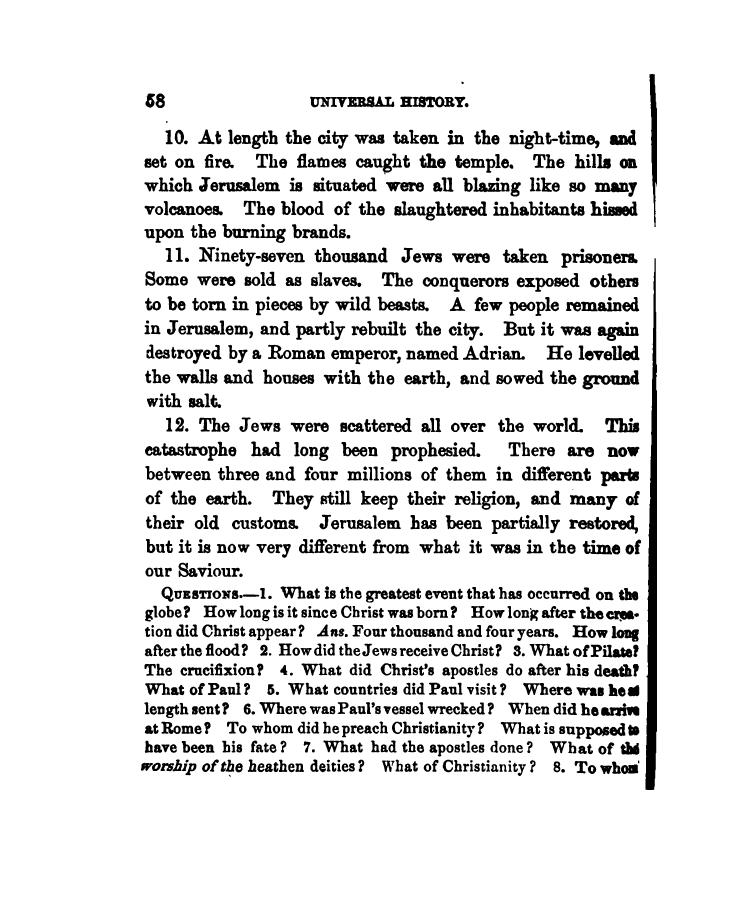 58 UNIVERSAL HISTORY.
10. At length the city was taken in the night-time, and
set on fire. The flames caught the temple. The hills on
which Jerusalem is situated were all blazing like so many
volcanoes. The blood of the slaughtered inhabitants hissed
upon the burning brands.
11. Ninety-seven thousand Jews were taken prisoners.
Some were sold as slaves. The conquerors exposed others
to be torn in pieces by wild beasts. A few people remained
in Jerusalem, and partly rebuilt the city. But it was again
destroyed by a Roman emperor, named Adrian. He levelled
the walls and houses with the earth, and sowed the ground
with salt.
12. The Jews were scattered all over the world. This
catastrophe had long been prophesied. There are now
between three and four millions of them in different parts
of the earth. They still keep their religion, and many of
their old customs. Jerusalem has been partially restored,
but it is now very different from what it was in the time of
our Saviour.
QUESTIONS.—1. What is the greatest event that has occurred on the
globe? How long is it since Christ was born? How long after the crea-
tion did Christ appear? Ans. Four thousand and four years. How long
after the flood? 2. How did the Jews receive Christ? 3. What of Pilate?
The crucifixion? 4. What did Christ's apostles do after his death?
What of Paul? 5. What countries did Paul visit? Where was he at
length sent? 6. Where was Paul's vessel wrecked? When did he arrive
at Rome? To whom did he preach Christianity? What is supposed to
have been his fate? 7. What had the apostles done? What of the
worship of the heathen deities? What of Christianity? 8. To whom